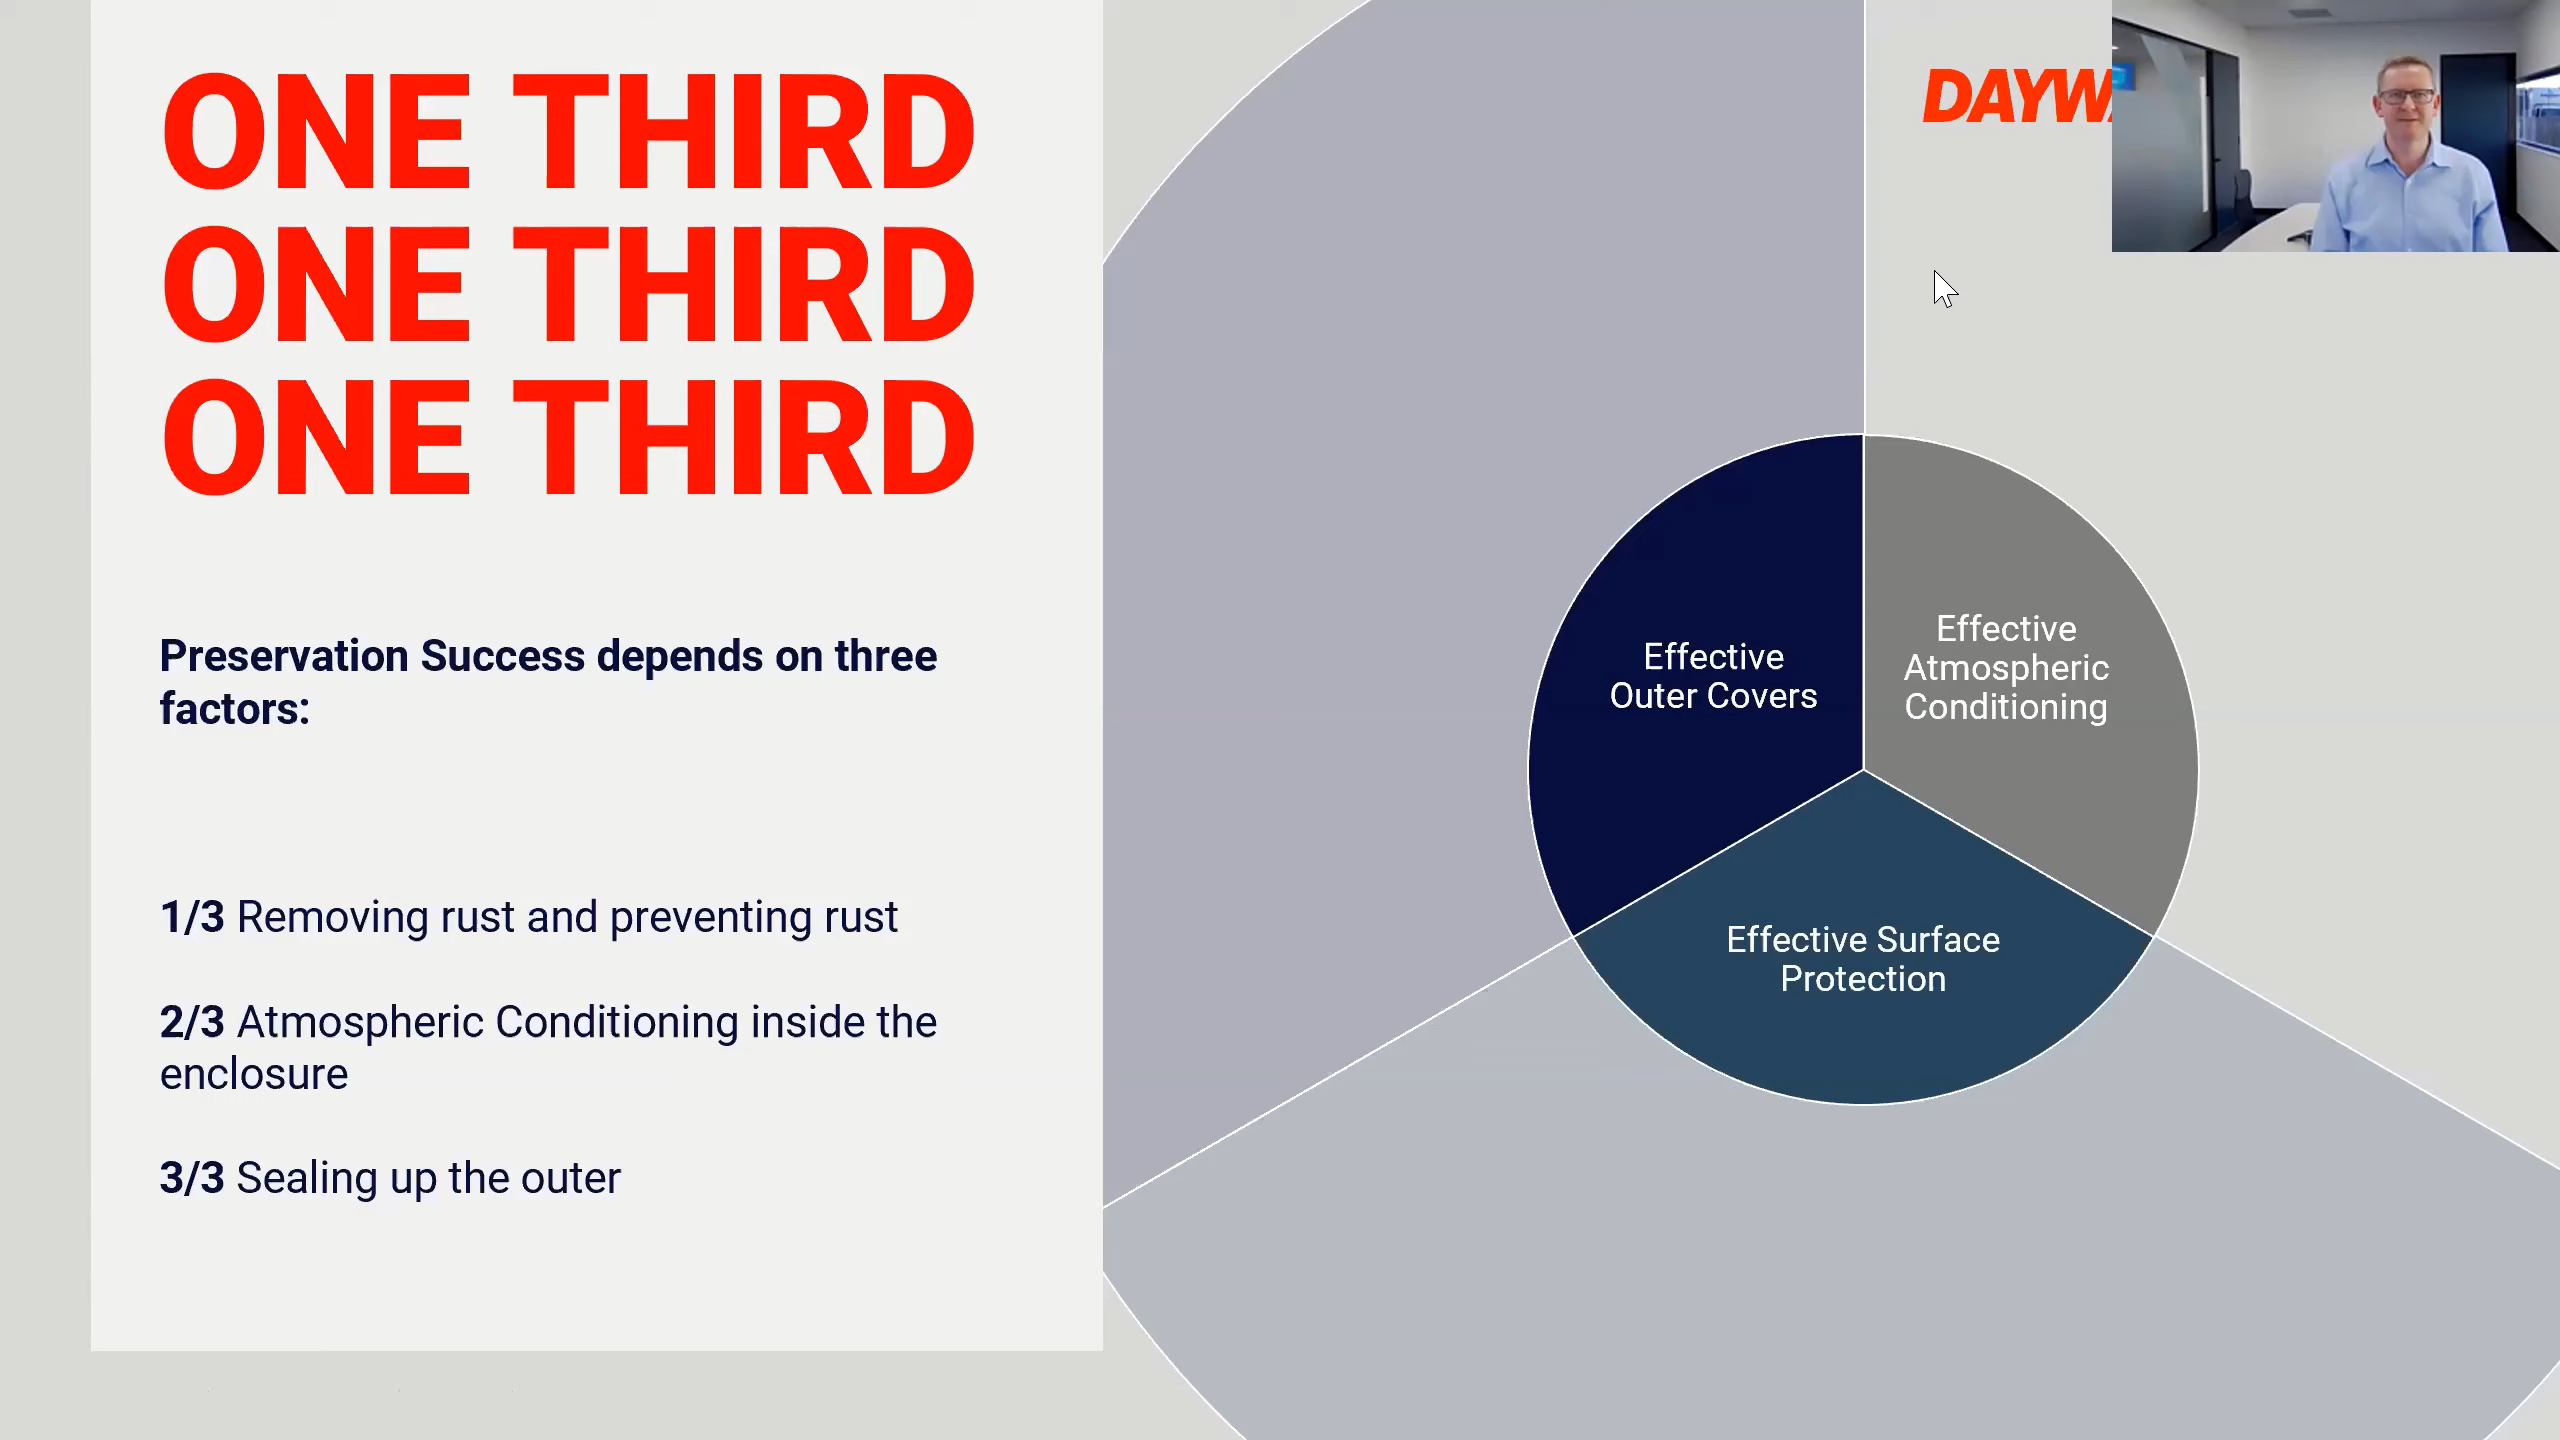 ONE THIRD
ONE THIRD
ONE THIRD
Preservation Success depends on three
factors:
1/3 Removing rust and preventing rust
2/3 Atmospheric Conditioning inside the
enclosure
3/3 Sealing up the outer
Effective
Outer Covers
Effective
Atmospheric
Conditioning
Effective Surface
Protection